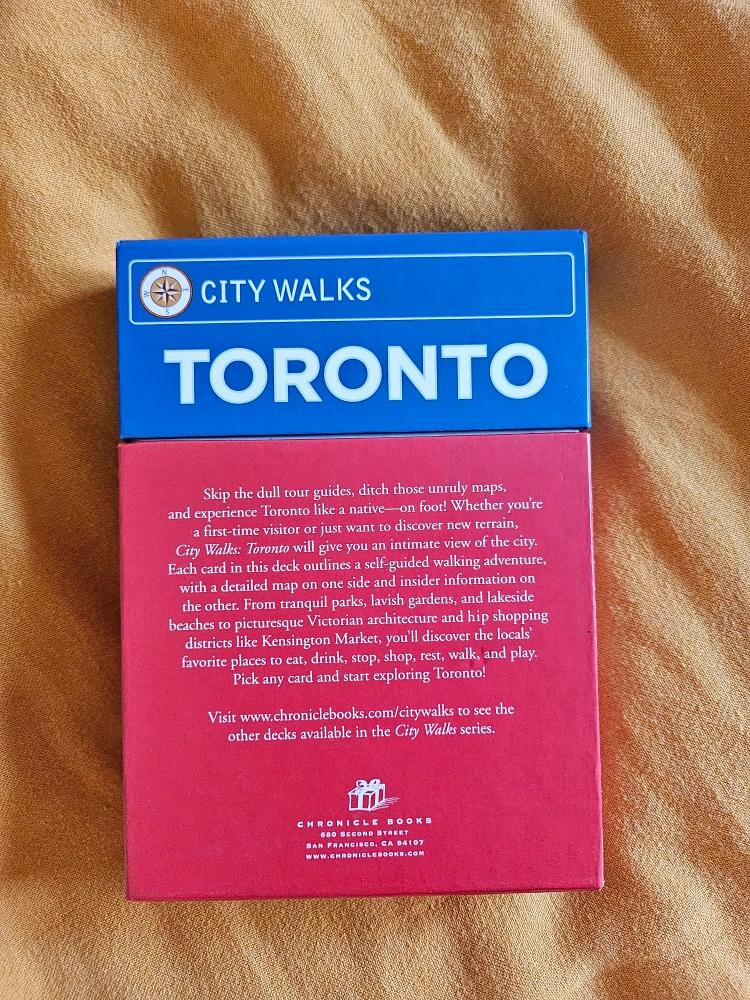 N
W E
S
CITY WALKS
TORONTO
Skip the dull tour guides, ditch those unruly maps,
and experience Toronto like a native—on foot! Whether you're
a first-time visitor or just want to discover new terrain,
City Walks: Toronto will give you an intimate view of the city.
Each card in this deck outlines a self-guided walking adventure,
with a detailed map on one side and insider information on
the other. From tranquil parks, lavish gardens, and lakeside
beaches to picturesque Victorian architecture and hip shopping
districts like Kensington Market, you'll discover the locals'
favorite places to eat, drink, stop, shop, rest, walk, and play.
Pick any card and start exploring Toronto!
Visit www.chroniclebooks.com/citywalks to see the
other decks available in the City Walks series.
CHRONICLE BOOKS
680 SECOND STREET
SAN FRANCISCO, CA 94107
WWW.CHRONICLEBOOKS.COM